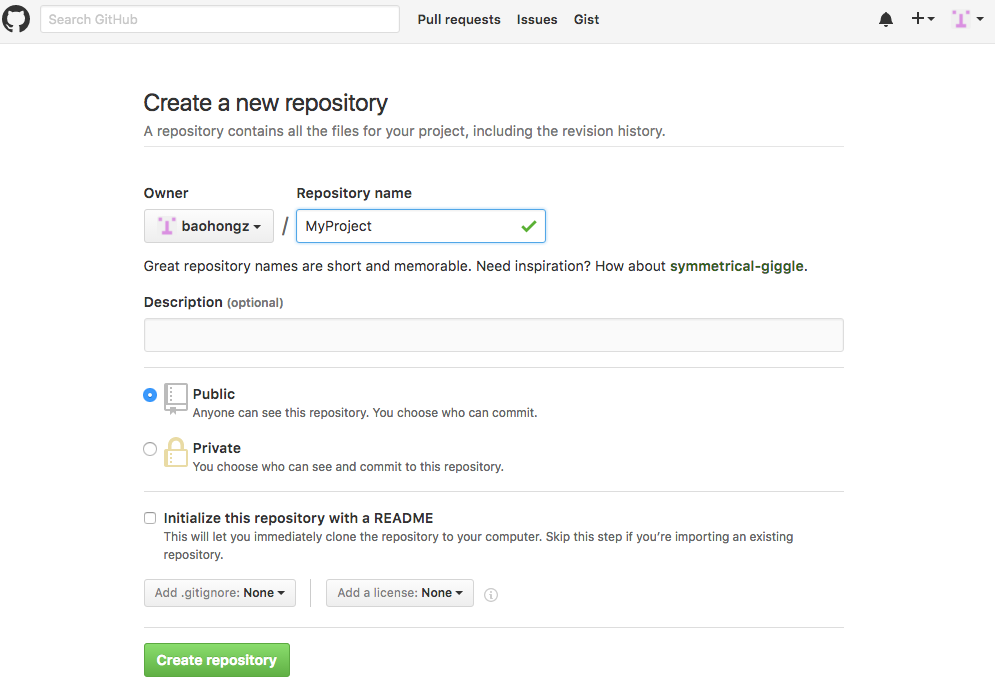 Search GitHub Pull requests Issues Gist
Create a new repository
A repository contains all the files for your project, including the revision history.
Owner Repository name
baohongz / MyProject
Great repository names are short and memorable. Need inspiration? How about symmetrical-giggle.
Description (optional)
Public
Anyone can see this repository. You choose who can commit.
Private
You choose who can see and commit to this repository.
Initialize this repository with a README
This will let you immediately clone the repository to your computer. Skip this step if you’re importing an existing
repository.
Add .gitignore: None Add a license: None
Create repository